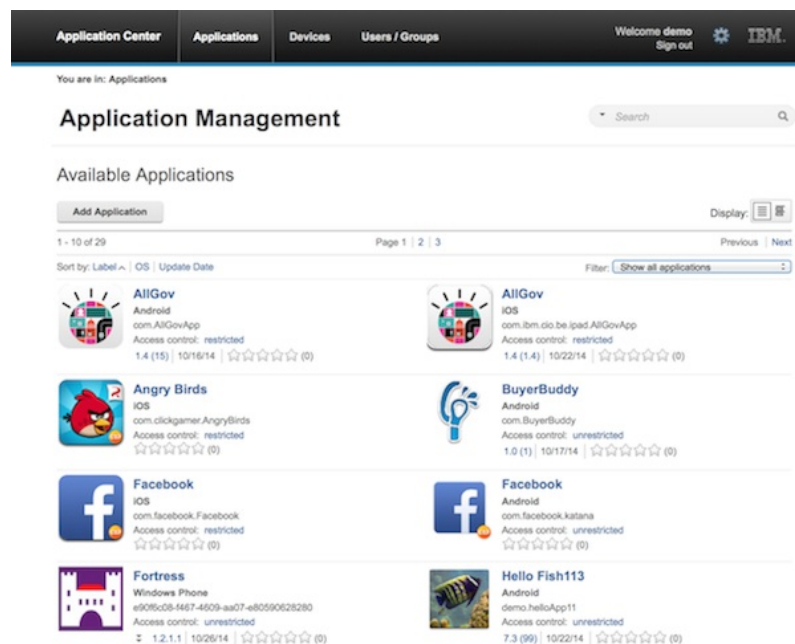 Application Center Applications Devices Users / Groups Welcome demo
Sign out
IBM.
You are in: Applications
Application Management
Search
Available Applications
Add Application
Display:
1 - 10 of 29 Page 1 | 2 | 3 Previous | Next
Sort by: Label | OS | Update Date Filter: Show all applications
AllGov
Android
com.AllGovApp
Access control: restricted
1.4 (15) | 10/16/14 | (0)
AllGov
iOS
com.ibm.cio.be.ipad.AllGovApp
Access control: restricted
1.4 (1.4) | 10/22/14 | (0)
Angry Birds
iOS
com.clickgamer.AngryBirds
Access control: restricted
(0)
BuyerBuddy
Android
com.BuyerBuddy
Access control: unrestricted
1.0 (1) | 10/17/14 | (0)
Facebook
iOS
com.facebook.Facebook
Access control: restricted
(0)
Facebook
Android
com.facebook.katana
Access control: unrestricted
(0)
Fortress
Windows Phone
e90f6c08-f467-4609-aa07-e80590628280
Access control: unrestricted
1.2.1.1 | 10/26/14 | (0)
Hello Fish113
Android
demo.helloApp11
Access control: unrestricted
7.3 (99) | 10/22/14 | (0)